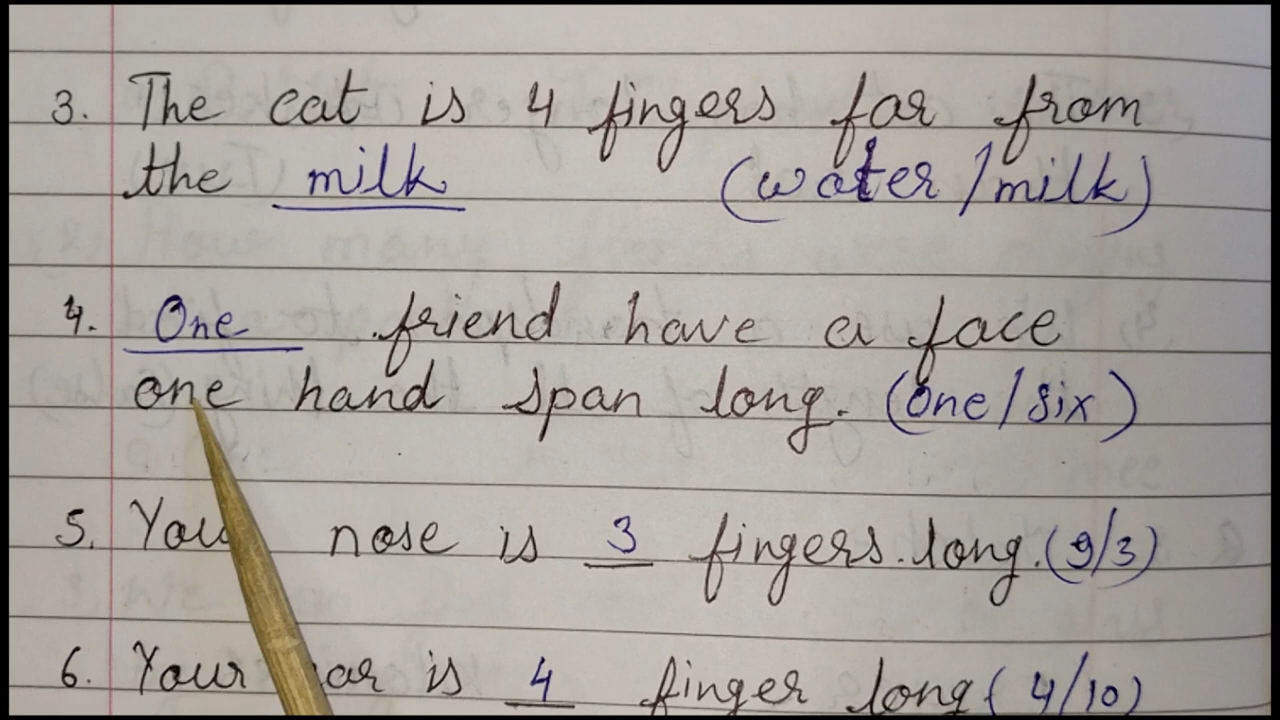 3. The cat is 4 fingers far from
the milk (water/milk)
4. One friend have a face
one hand span long. (One/six)
5. nose is 3 fingers long. (9/3)
6. Your is 4 finger long (4/10)